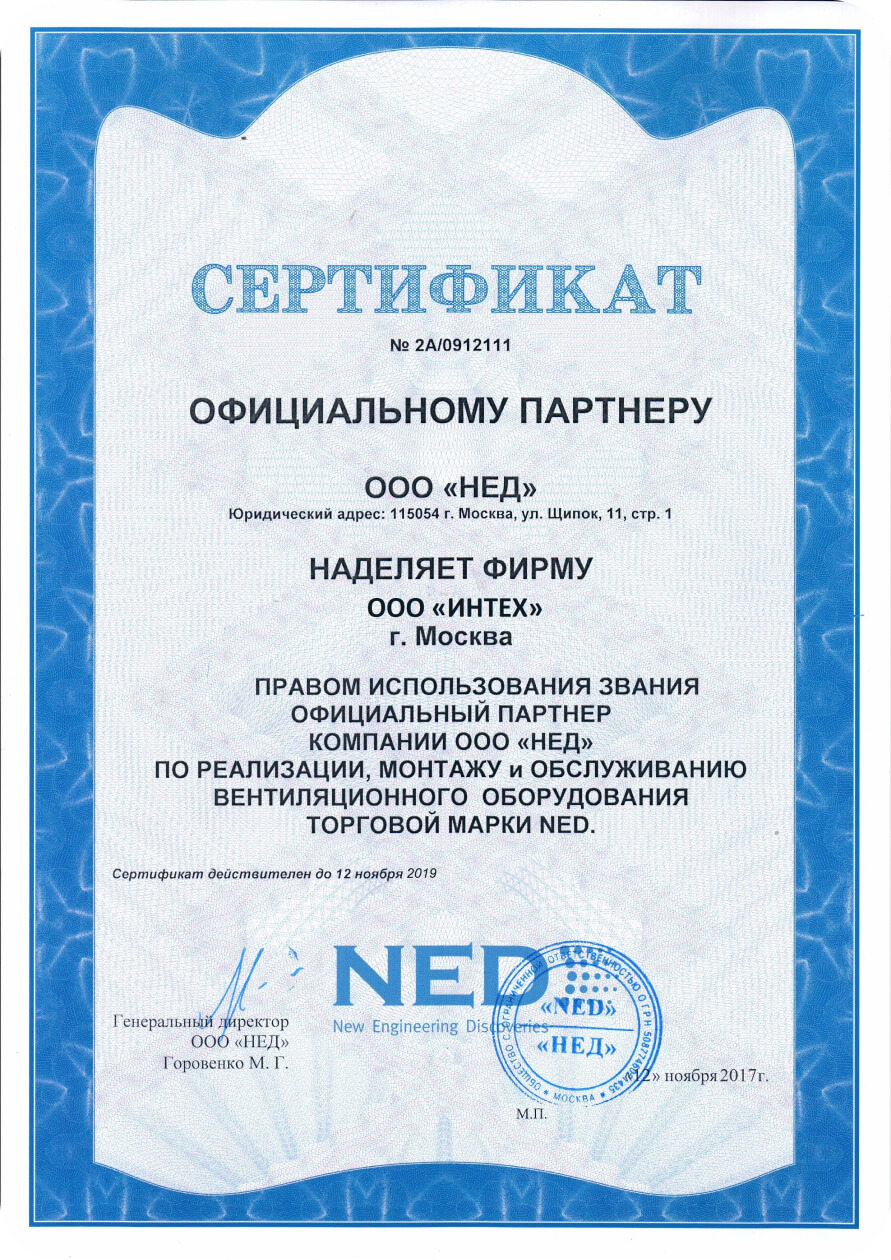 СЕРТИФИКАТ
№ 2А/0912111
ОФИЦИАЛЬНОМУ ПАРТНЕРУ
ООО «НЕД»
Юридический адрес: 115054 г. Москва, ул. Щипок, 11, стр. 1
НАДЕЛЯЕТ ФИРМУ
ООО «ИНТЕХ»
г. Москва
ПРАВОМ ИСПОЛЬЗОВАНИЯ ЗВАНИЯ
ОФИЦИАЛЬНЫЙ ПАРТНЕР
КОМПАНИИ ООО «НЕД»
ПО РЕАЛИЗАЦИИ, МОНТАЖУ и ОБСЛУЖИВАНИЮ
ВЕНТИЛЯЦИОННОГО ОБОРУДОВАНИЯ
ТОРГОВОЙ МАРКИ NED.
Сертификат действителен до 12 ноября 2019
NED
New Engineering Discoveries
Генеральный директор
ООО «НЕД»
Горовенко М. Г.
ОБЩЕСТВО С ОГРАНИЧЕННОЙ ОТВЕТСТВЕННОСТЬЮ ОГРН
«NED»
«НЕД»
МОСКВА
«12» ноября 2017г.
М.П.